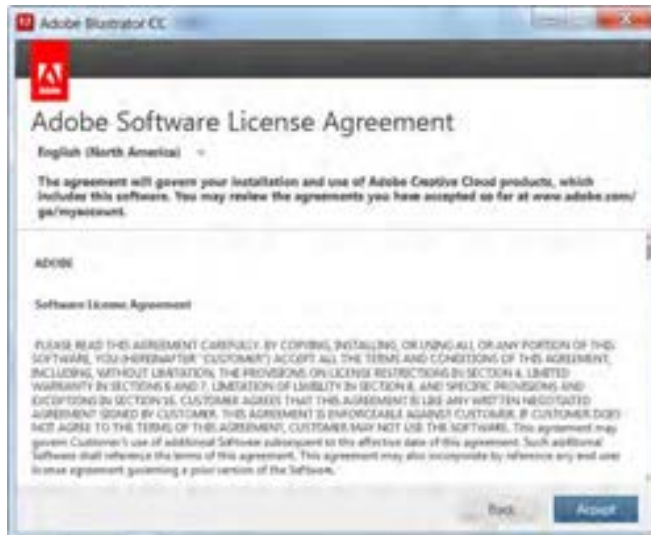 Adobe Illustrator CC
Adobe
Adobe Software License Agreement
English (North America)
The agreement will govern your installation and use of Adobe Creative Cloud products, which
includes this software. You may review the agreements you have accepted so far at www.adobe.com/
go/myaccount.
ADOBE
Software License Agreement
PLEASE READ THIS AGREEMENT CAREFULLY. BY COPYING, INSTALLING, OR USING ALL OR ANY PORTION OF THIS
SOFTWARE, YOU (HEREINAFTER "CUSTOMER") ACCEPT ALL THE TERMS AND CONDITIONS OF THIS AGREEMENT,
INCLUDING, WITHOUT LIMITATION, THE PROVISIONS ON LICENSE RESTRICTIONS IN SECTION 4, LIMITED
WARRANTY IN SECTIONS 6 AND 7, LIMITATION OF LIABILITY IN SECTION 8, AND SPECIFIC PROVISIONS AND
EXCEPTIONS IN SECTION 16. CUSTOMER AGREES THAT THIS AGREEMENT IS LIKE ANY WRITTEN NEGOTIATED
AGREEMENT SIGNED BY CUSTOMER. THIS AGREEMENT IS ENFORCEABLE AGAINST CUSTOMER. IF CUSTOMER DOES
NOT AGREE TO THE TERMS OF THIS AGREEMENT, CUSTOMER MAY NOT USE THE SOFTWARE. This agreement may
govern Customer's use of additional Software subsequent to the effective date of this agreement. Such additional
Software shall reference the terms of this agreement. This agreement may also incorporate by reference any end user
license agreement governing a prior version of the Software.
Back
Accept